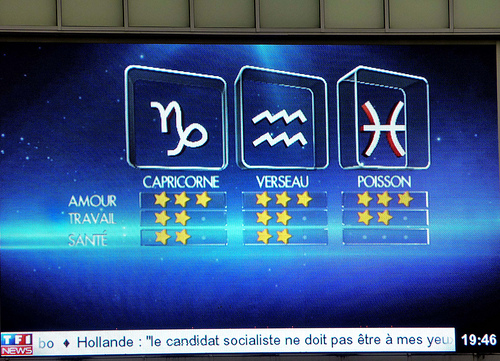 CAPRICORNE VERSEAU POISSON
AMOUR
TRAVAIL
SANTÉ
TF1 NEWS bo ♦ Hollande : "le candidat socialiste ne doit pas être à mes yeu 19:46